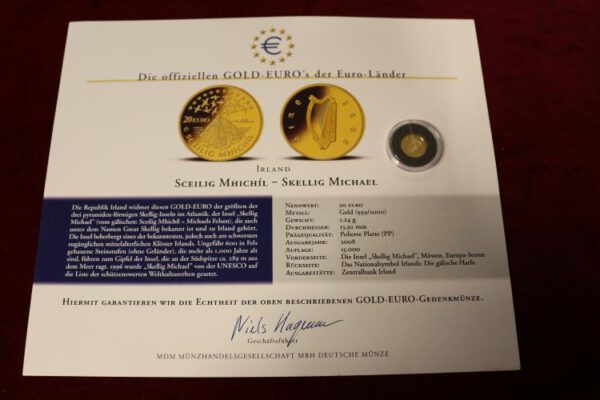 €
Die offiziellen GOLD-EURO's der Euro-Länder
20 EURO
SCEILIG MHICHÍL
éire 2008
Irland
Sceilig Mhichíl – Skellig Michael
Die Republik Irland widmet diesen GOLD-EURO der größten der
drei pyramiden-förmigen Skellig-Inseln im Atlantik, der Insel „Skellig
Michael" (vom gälischen: Sceilig Mhichíl = Michaels Felsen), die auch
unter dem Namen Great Skellig bekannt ist und zu Irland gehört.
Die Insel beherbergt eines der bekanntesten, jedoch auch am schwersten
zugänglichen mittelalterlichen Klöster Irlands. Ungefähr 600 in Fels
gehauene Steinstufen (ohne Geländer), die mehr als 1.000 Jahre alt
sind, führen zum Gipfel der Insel, die an der Südspitze ca. 289 m aus
dem Meer ragt. 1996 wurde „Skellig Michael" von der UNESCO auf
die Liste der schützenswerten Weltkulturerben gesetzt.
Nennwert: 20 Euro
Metall: Gold (999/1000)
Gewicht: 1,24 g
Durchmesser: 13,92 mm
Prägequalität: Polierte Platte (PP)
Ausgabejahr: 2008
Auflage: 15.000
Vorderseite: Die Insel „Skellig Michael", Möwen, Europa-Sterne
Rückseite: Das Nationalsymbol Irlands: Die gälische Harfe
Ausgabestätte: Zentralbank Irland
Hiermit garantieren wir die Echtheit der oben beschriebenen GOLD-EURO-Gedenkmünze.
Geschäftsführer
MDM MÜNZHANDELSGESELLSCHAFT MBH DEUTSCHE MÜNZE